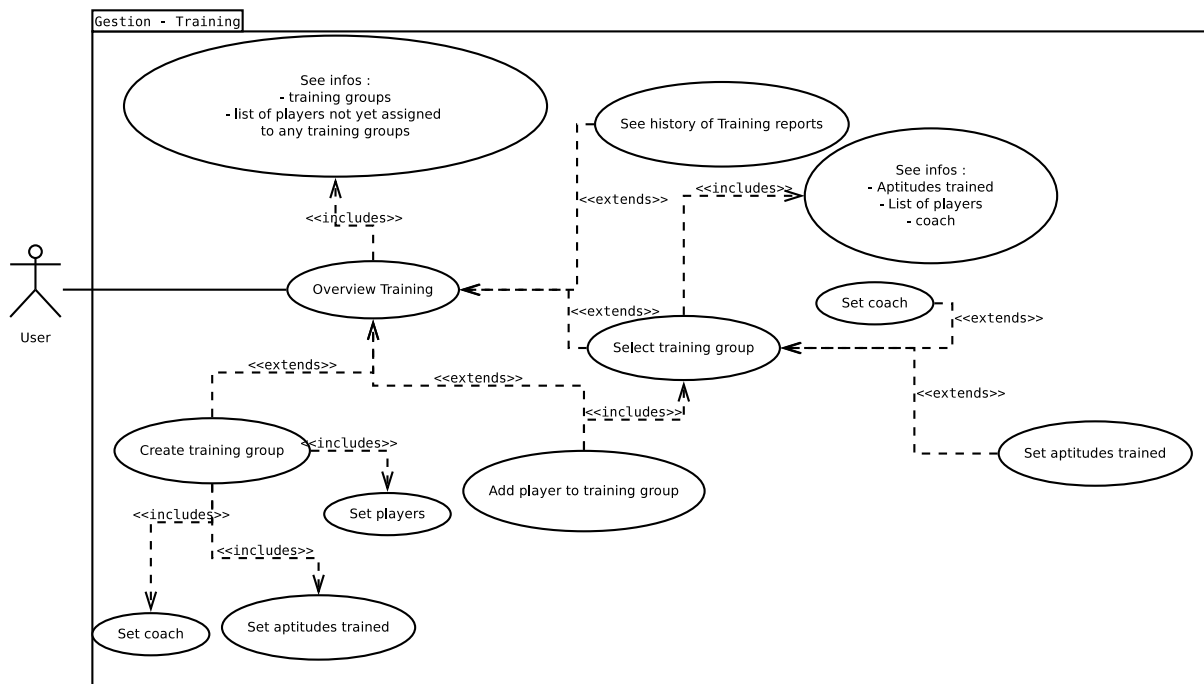 Gestion - Training
See infos :
- training groups
- list of players not yet assigned
to any training groups
See history of Training reports
See infos :
- Aptitudes trained
- List of players
- coach
<<includes>>
<<extends>>
<<includes>>
Overview Training
User
<<extends>>
Set coach
<<extends>>
Select training group
<<extends>>
<<extends>>
<<includes>>
<<extends>>
Create training group
<<includes>>
Set players
Add player to training group
Set aptitudes trained
<<includes>>
<<includes>>
Set coach
Set aptitudes trained